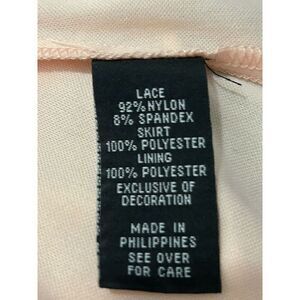 LACE
92% NYLON
8% SPANDEX
SKIRT
100% POLYESTER
LINING
100% POLYESTER
EXCLUSIVE OF
DECORATION
MADE IN
PHILIPPINES
SEE OVER
FOR CARE